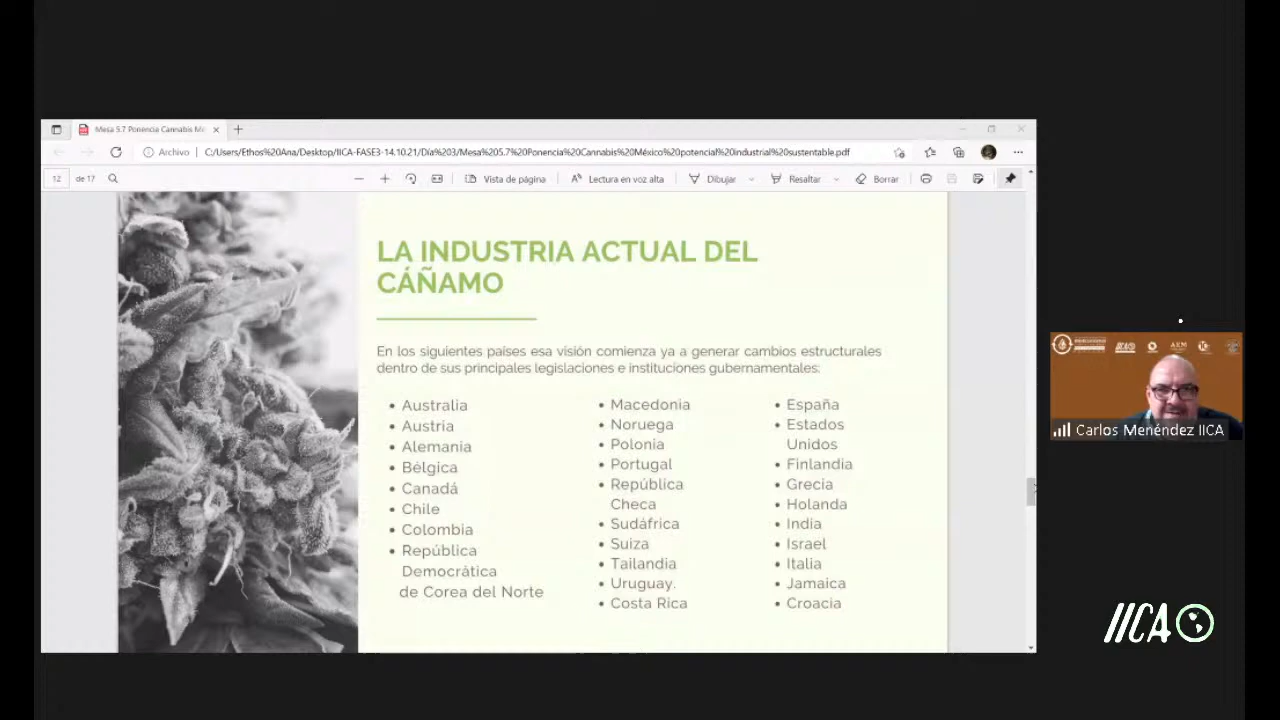 Mesa 5.7 Ponencia Cannabis Mé
Archivo
C:/Users/Ethos%20Ana/Desktop/IICA-FASE3-14.10.21/Día%203/Mesa%205.7%20Ponencia%20Cannabis%20México%20potencial%20industrial%20sustentable.pdf
12 de 17
Vista de página
Lectura en voz alta
Dibujar
Resaltar
Borrar
LA INDUSTRIA ACTUAL DEL
CÁÑAMO
En los siguientes países esa visión comienza ya a generar cambios estructurales
dentro de sus principales legislaciones e instituciones gubernamentales:
• Australia
• Austria
• Alemania
• Bélgica
• Canadá
• Chile
• Colombia
• República
Democrática
de Corea del Norte
• Macedonia
• Noruega
• Polonia
• Portugal
• República
Checa
• Sudáfrica
• Suiza
• Tailandia
• Uruguay.
• Costa Rica
• España
• Estados
Unidos
• Finlandia
• Grecia
• Holanda
• India
• Israel
• Italia
• Jamaica
• Croacia
IICA
Carlos Menéndez IICA
IICA